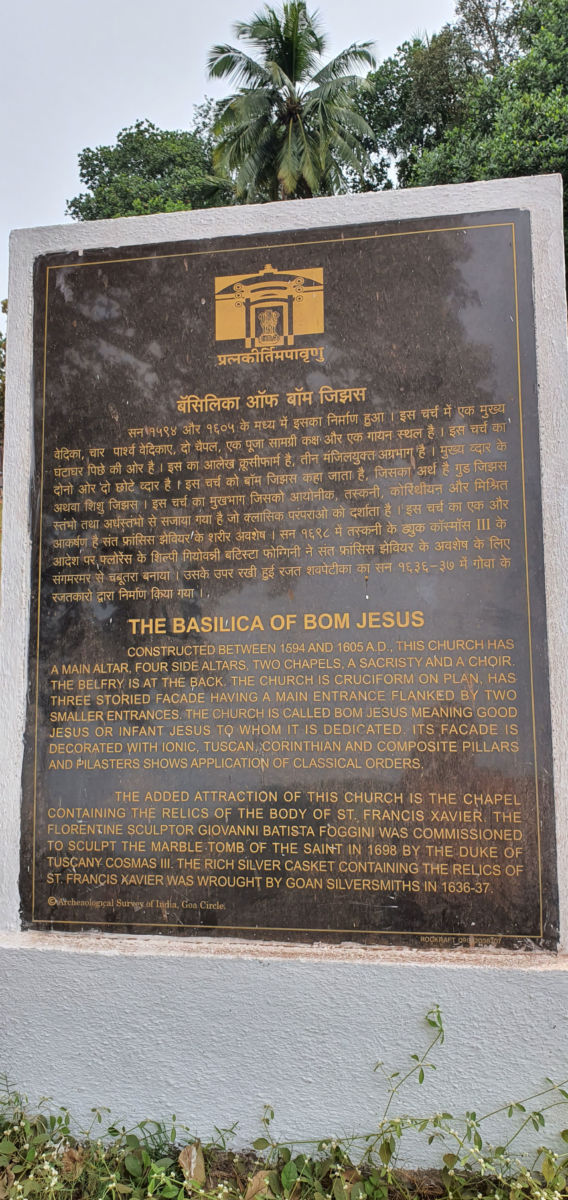 प्रत्नकीर्तिमपावृणु
बॅसिलिका ऑफ बॉम जिझस
सन १५९४ और १६०५ के मध्य में इसका निर्माण हुआ । इस चर्च में एक मुख्य
वेदिका, चार पार्श्व वेदिकाए, दो चैपल, एक पूजा सामग्री कक्ष और एक गायन स्थल है । इस चर्च का
घंटाघर पिछे की ओर है । इस का आलेख क्रूसीफार्म है, तीन मंजिलयुक्त अग्रभाग है । मुख्य व्दार के
दोनो ओर दो छोटे व्दार है । इस चर्च को बॉम जिझस कहा जाता है, जिसका अर्थ है गुड जिझस
अथवा शिशु जिझस । इस चर्च का मुखभाग जिसको आयोनीक, तस्कनी, कोरिंथीयन और मिश्रित
स्तंभो तथा अर्धस्तंभो से सजाया गया है जो क्लासिक परंपराओ को दर्शाता है । इस चर्च का एक और
आकर्षण है संत फ्रासिस झेवियर के शरीर अवशेष । सन १६९८ में तस्कनी के ड्युक कॉस्मॉस III के
आदेश पर फ्लोरेंस के शिल्पी गियोवन्नी बटिस्टा फोग्गिनी ने संत फ्रासिस झेवियर के अवशेष के लिए
संगमरमर से चबूतरा बनाया । उसके उपर रखी हुई रजत शवपेटीका का सन १६३६–३७ में गोवा के
रजतकारो द्वारा निर्माण किया गया ।
THE BASILICA OF BOM JESUS
CONSTRUCTED BETWEEN 1594 AND 1605 A.D., THIS CHURCH HAS
A MAIN ALTAR, FOUR SIDE ALTARS, TWO CHAPELS, A SACRISTY AND A CHOIR.
THE BELFRY IS AT THE BACK. THE CHURCH IS CRUCIFORM ON PLAN, HAS
THREE STORIED FACADE HAVING A MAIN ENTRANCE FLANKED BY TWO
SMALLER ENTRANCES. THE CHURCH IS CALLED BOM JESUS MEANING GOOD
JESUS OR INFANT JESUS TO WHOM IT IS DEDICATED. ITS FACADE IS
DECORATED WITH IONIC, TUSCAN, CORINTHIAN AND COMPOSITE PILLARS
AND PILASTERS SHOWS APPLICATION OF CLASSICAL ORDERS.
THE ADDED ATTRACTION OF THIS CHURCH IS THE CHAPEL
CONTAINING THE RELICS OF THE BODY OF ST. FRANCIS XAVIER. THE
FLORENTINE SCULPTOR GIOVANNI BATISTA FOGGINI WAS COMMISSIONED
TO SCULPT THE MARBLE TOMB OF THE SAINT IN 1698 BY THE DUKE OF
TUSCANY COSMAS III. THE RICH SILVER CASKET CONTAINING THE RELICS OF
ST. FRANCIS XAVIER WAS WROUGHT BY GOAN SILVERSMITHS IN 1636-37.
©Archaeological Survey of India, Goa Circle.
ROCKRAFT